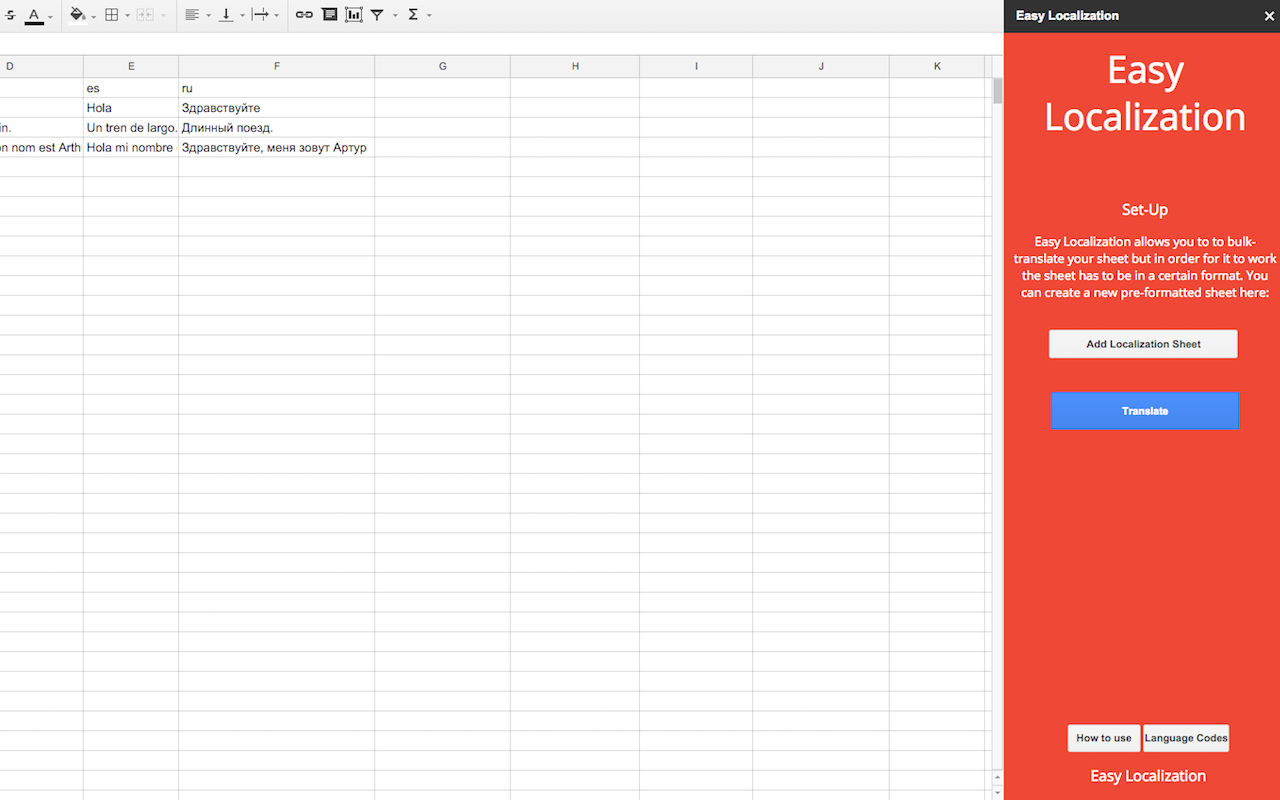 Easy Localization
D E F G H I J K
es ru
Hola Здравствуйте
in. Un tren de largo. Длинный поезд.
on nom est Arth Hola mi nombre Здравствуйте, меня зовут Артур
Easy
Localization
Set-Up
Easy Localization allows you to to bulk-
translate your sheet but in order for it to work
the sheet has to be in a certain format. You
can create a new pre-formatted sheet here:
Add Localization Sheet
Translate
How to use Language Codes
Easy Localization